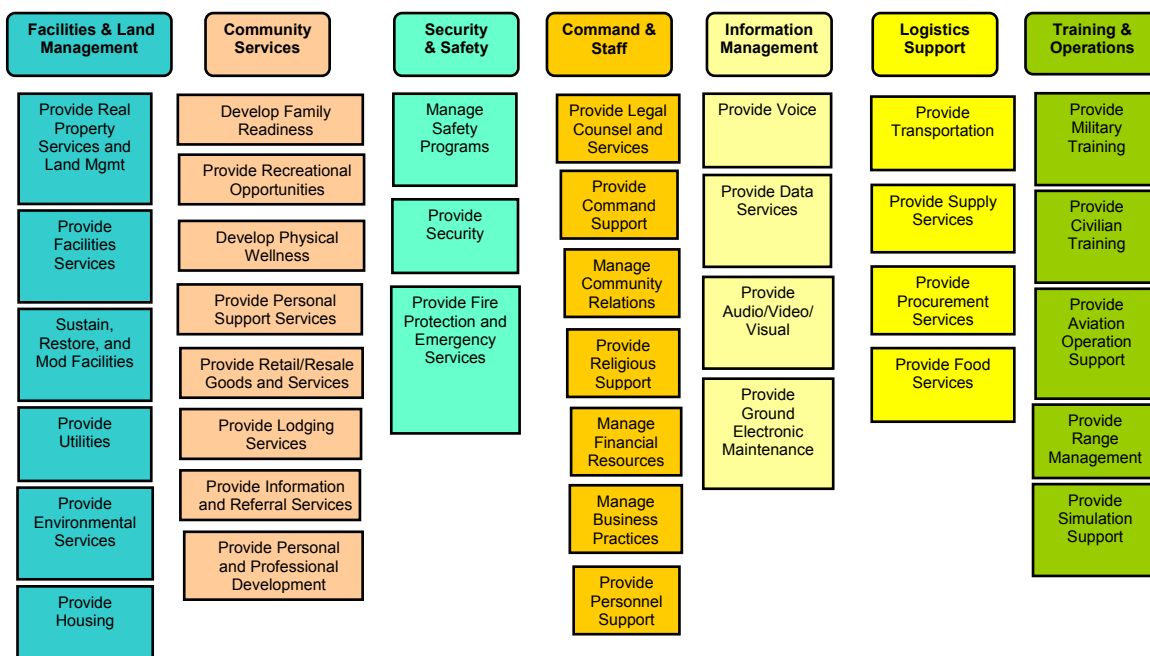 Facilities & Land
Management
Community
Services
Security
& Safety
Command &
Staff
Information
Management
Logistics
Support
Training &
Operations
Provide Real
Property
Services and
Land Mgmt
Provide
Facilities
Services
Sustain,
Restore, and
Mod Facilities
Provide
Utilities
Provide
Environmental
Services
Provide
Housing
Develop Family
Readiness
Provide Recreational
Opportunities
Develop Physical
Wellness
Provide Personal
Support Services
Provide Retail/Resale
Goods and Services
Provide Lodging
Services
Provide Information
and Referral Services
Provide Personal
and Professional
Development
Manage
Safety
Programs
Provide
Security
Provide Fire
Protection and
Emergency
Services
Provide Legal
Counsel and
Services
Provide
Command
Support
Manage
Community
Relations
Provide
Religious
Support
Manage
Financial
Resources
Manage
Business
Practices
Provide
Personnel
Support
Provide Voice
Provide Data
Services
Provide
Audio/Video/
Visual
Provide
Ground
Electronic
Maintenance
Provide
Transportation
Provide Supply
Services
Provide
Procurement
Services
Provide Food
Services
Provide
Military
Training
Provide
Civilian
Training
Provide
Aviation
Operation
Support
Provide
Range
Management
Provide
Simulation
Support